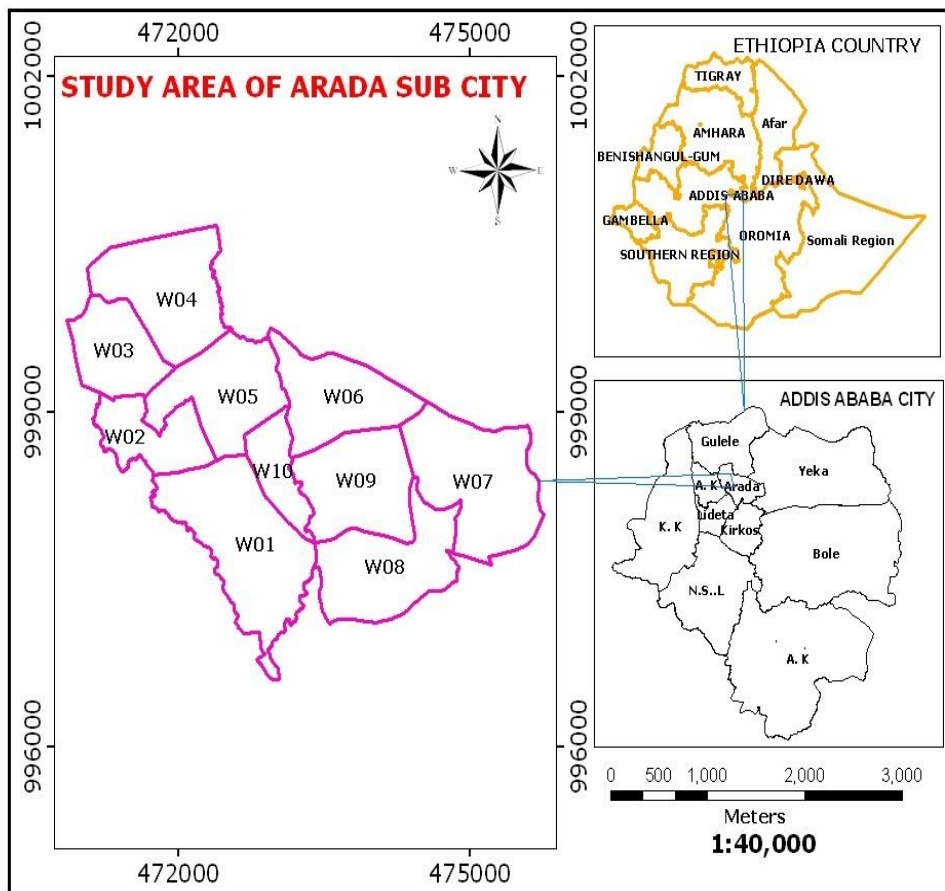 472000 475000
1002000 1002000
STUDY AREA OF ARADA SUB CITY
N
W E
S
W04
W03
W05
W06
W02
W10
W09
W07
W01
W08
999000 999000
996000 996000
472000 475000
ETHIOPIA COUNTRY
TIGRAY
Afar
AMHARA
BENISHANGUL-GUM
DIRE DAWA
ADDIS ABABA
GAMBELLA
OROMIA
Somali Region
SOUTHERN REGION
ADDIS ABABA CITY
Gulele
Yeka
A. K Arada
Lideta
K. K
Kirkos
Bole
N.S..L
A. K
0 500 1,000 2,000 3,000
Meters
1:40,000